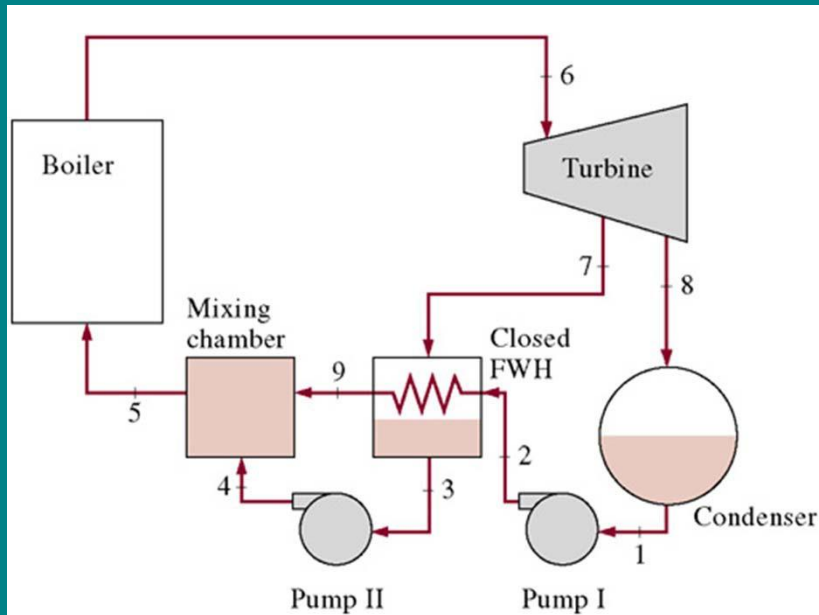 6
Boiler
Turbine
7
8
Mixing
chamber
Closed
FWH
9
5
2
4
3
Condenser
1
Pump II
Pump I